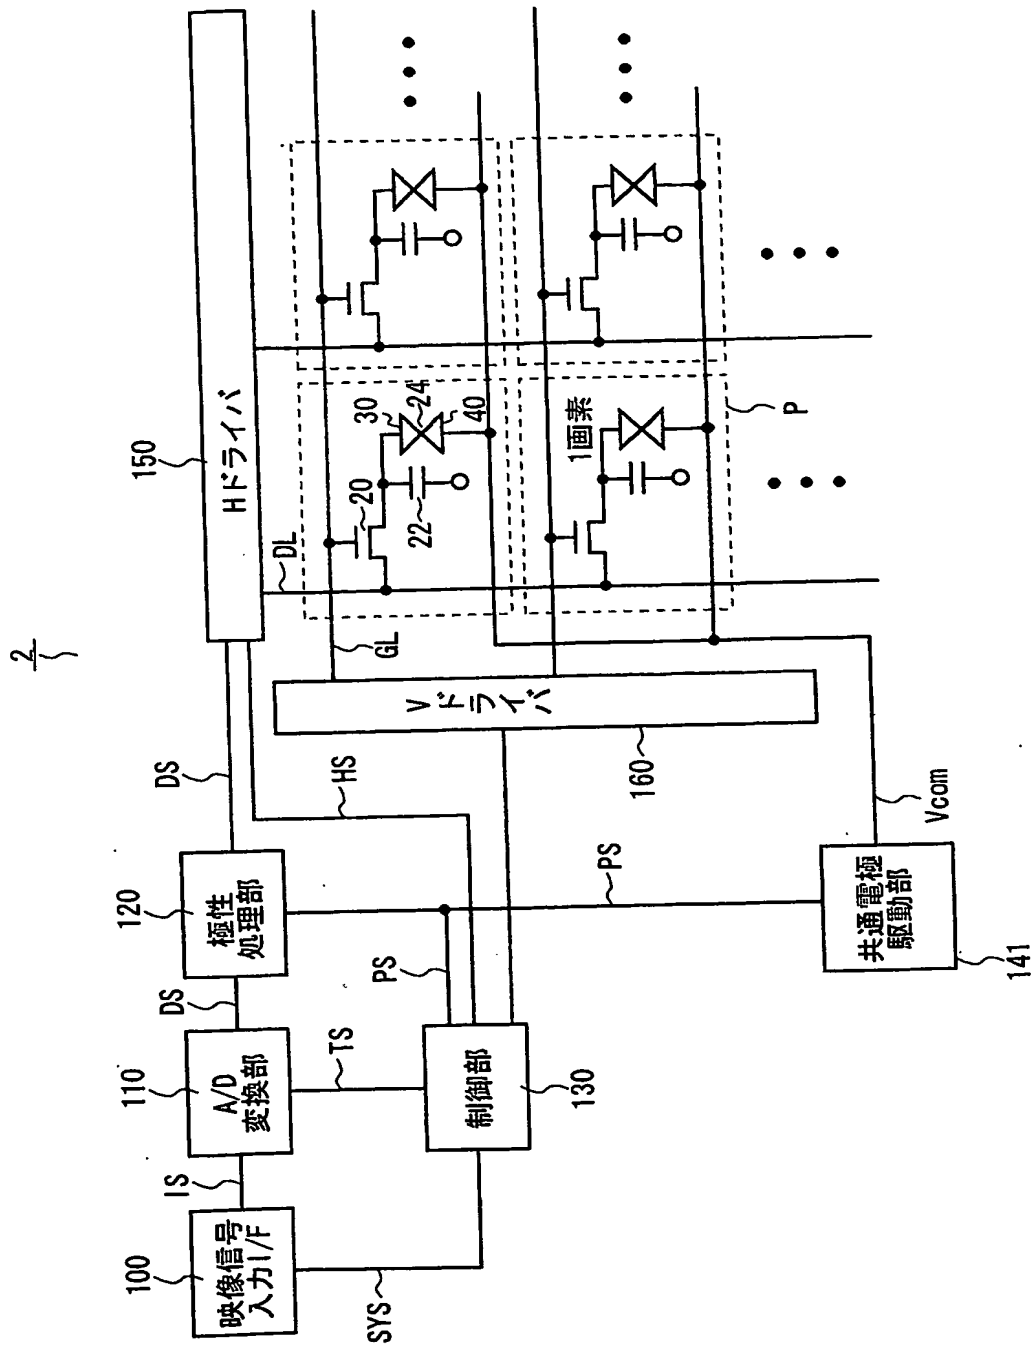 2
100
映像信号
入力I/F
IS
SYS
110
A/D
変換部
DS
TS
120
極性
処理部
DS
PS
HS
制御部
130
PS
共通電極
駆動部
141
Vcom
150
Hドライバ
Vドライバ
160
DL
GL
20
22
30
24
40
1画素
P